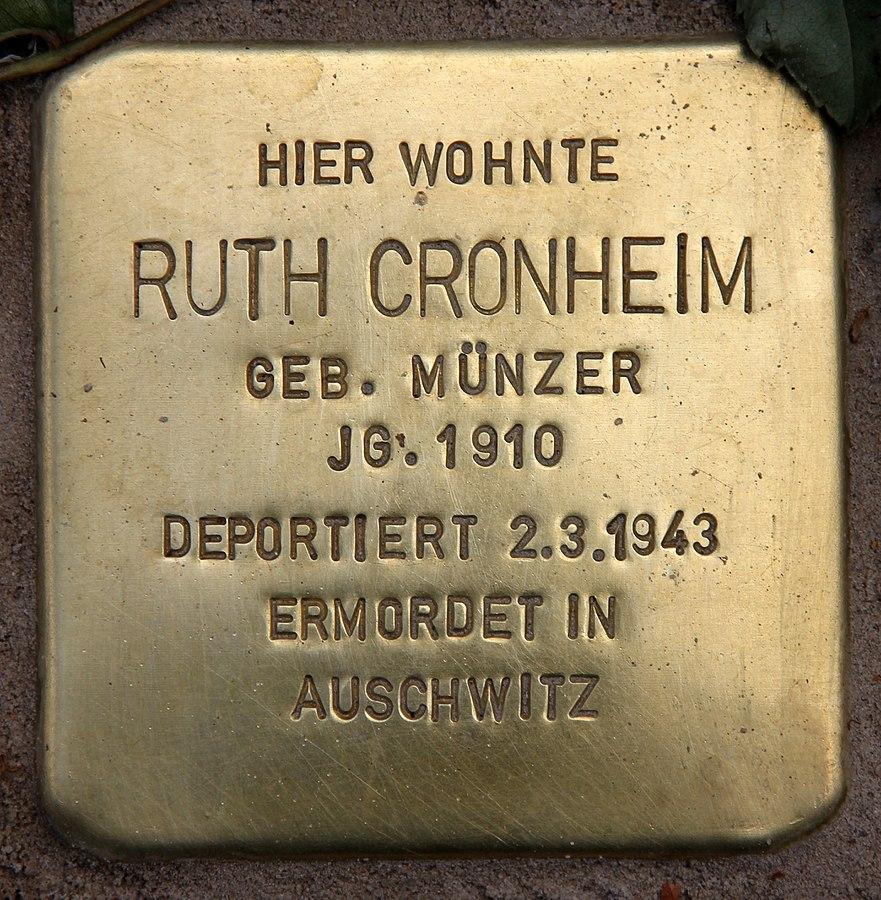 HIER WOHNTE
RUTH CRONHEIM
GEB. MÜNZER
JG. 1910
DEPORTIERT 2.3.1943
ERMORDET IN
AUSCHWITZ